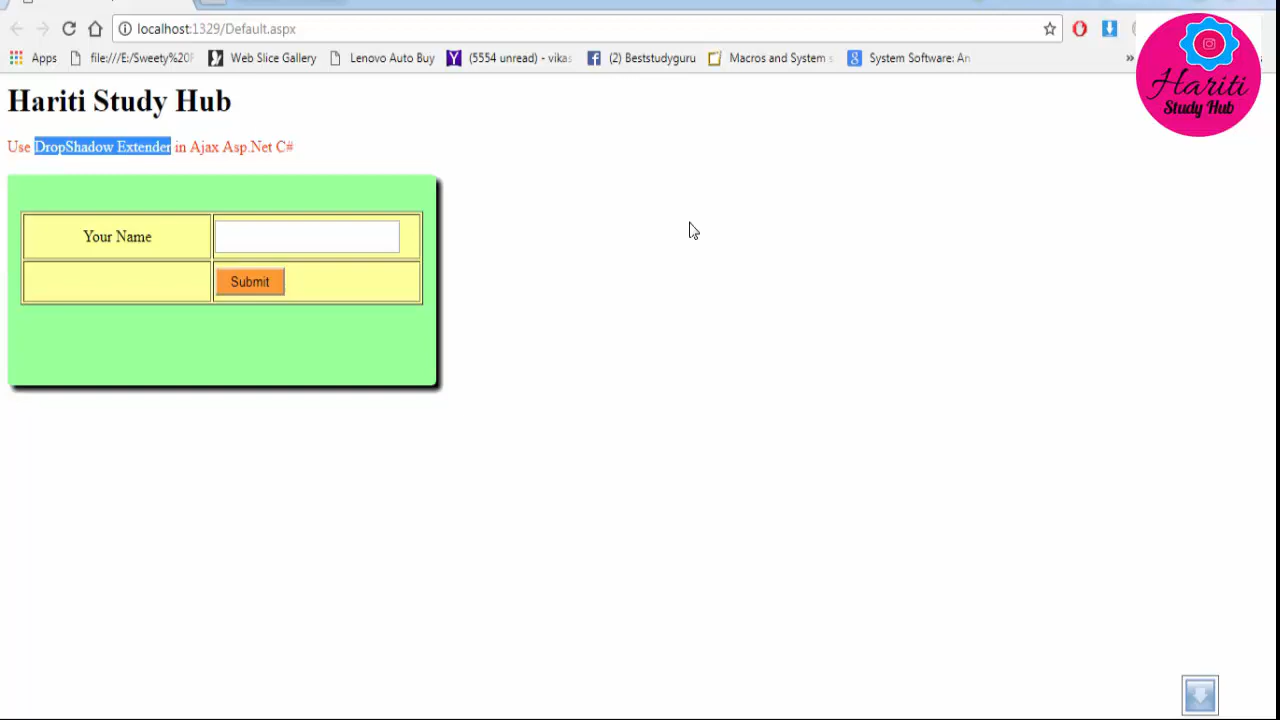 localhost:1329/Default.aspx
Apps file:///E:/Sweety%20F Web Slice Gallery Lenovo Auto Buy (5554 unread) - vikas (2) Beststudyguru Macros and System s System Software: An »
Hariti
Study Hub
Hariti Study Hub
Use DropShadow Extender in Ajax Asp.Net C#
Your Name
Submit